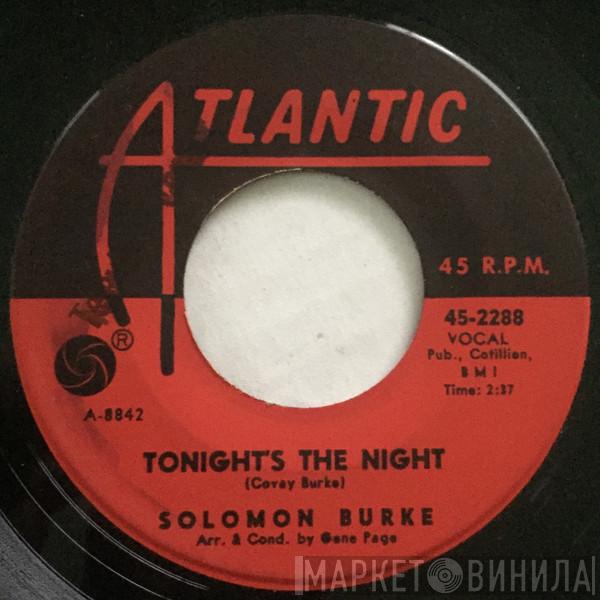 ATLANTIC
45 R.P.M.
45-2288
VOCAL
Pub., Cotillion,
BMI
Time: 2:37
®
A-8842
TONIGHT'S THE NIGHT
(Covay Burke)
SOLOMON BURKE
Arr. & Cond. by Gene Page
МАРКЕТ ВИНИЛА